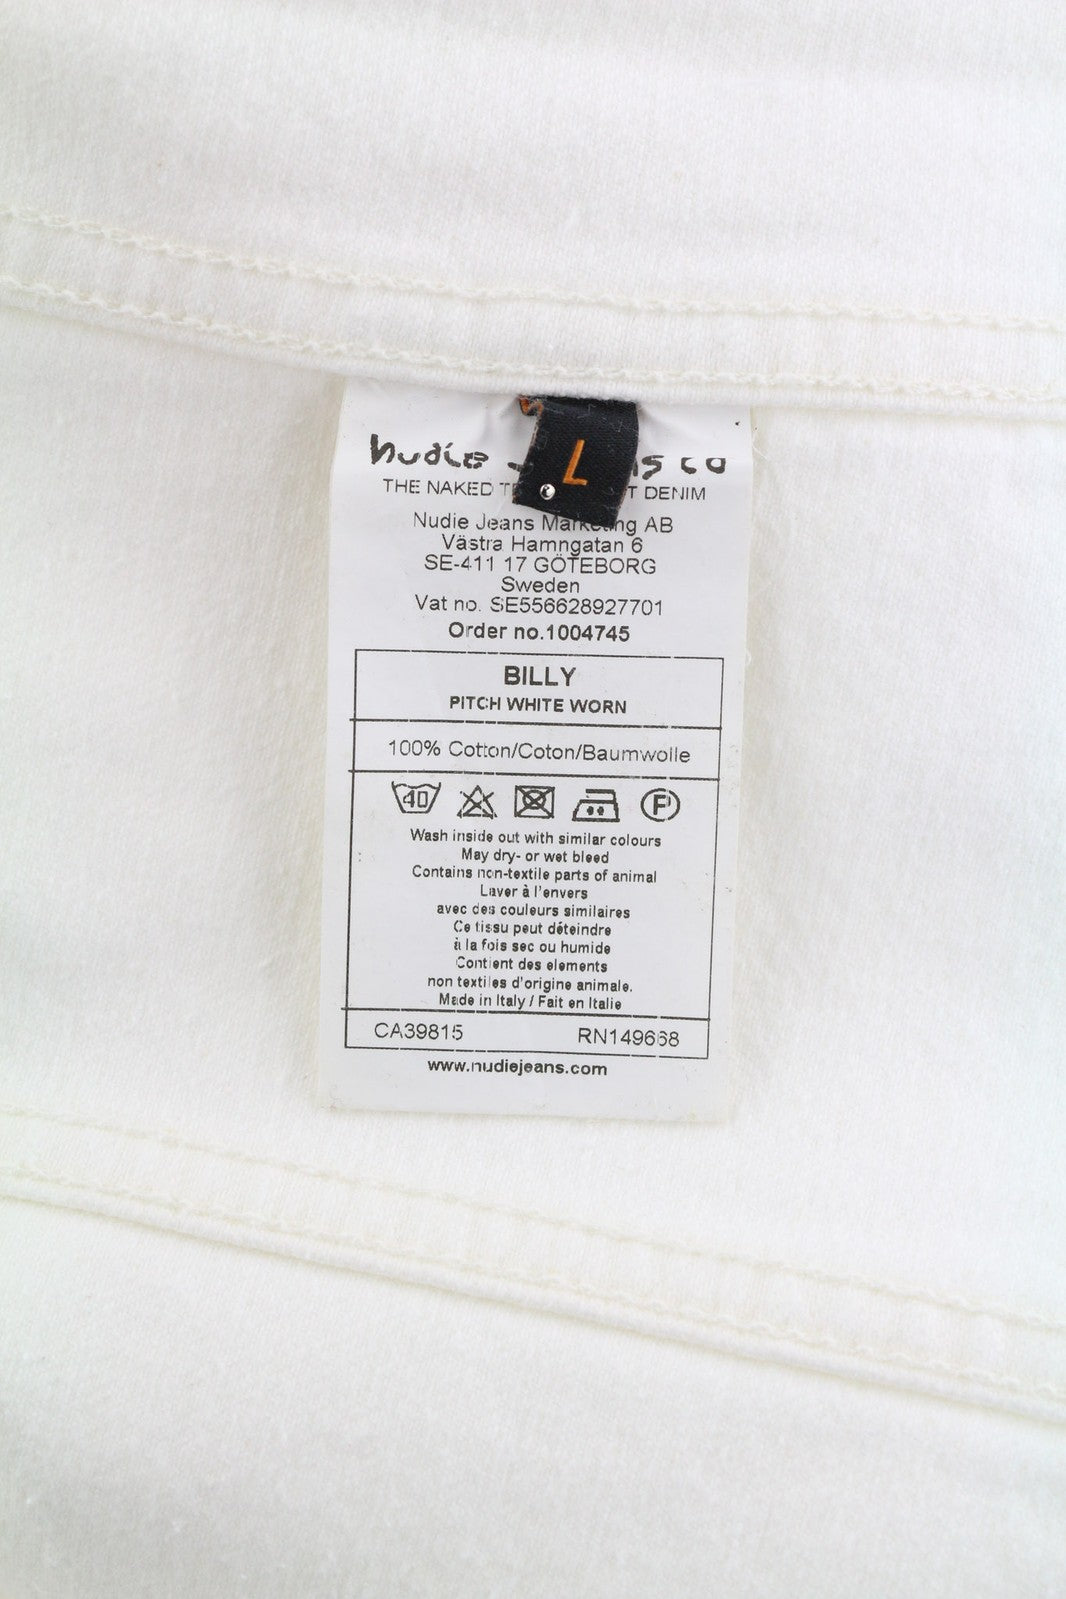 Nudie
L
THE NAKED DENIM
Nudie Jeans Marketing AB
Västra Hamngatan 6
SE-411 17 GÖTEBORG
Sweden
Vat no. SE556628927701
Order no.1004745
BILLY
PITCH WHITE WORN
100% Cotton/Coton/Baumwolle
40 P
Wash inside out with similar colours
May dry- or wet bleed
Contains non-textile parts of animal
Laver à l'envers
avec des couleurs similaires
Ce tissu peut déteindre
à la fois sec ou humide
Contient des elements
non textiles d'origine animale.
Made in Italy / Fait en Italie
CA39815 RN149668
www.nudiejeans.com